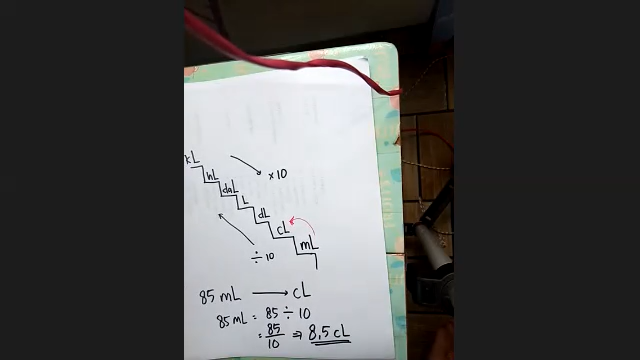 kL
hL
daL
L
dL
cL
mL
×10
÷10
85 mL → cL
85 mL = 85 ÷ 10
= 85/10 ⇒ 8,5 cL